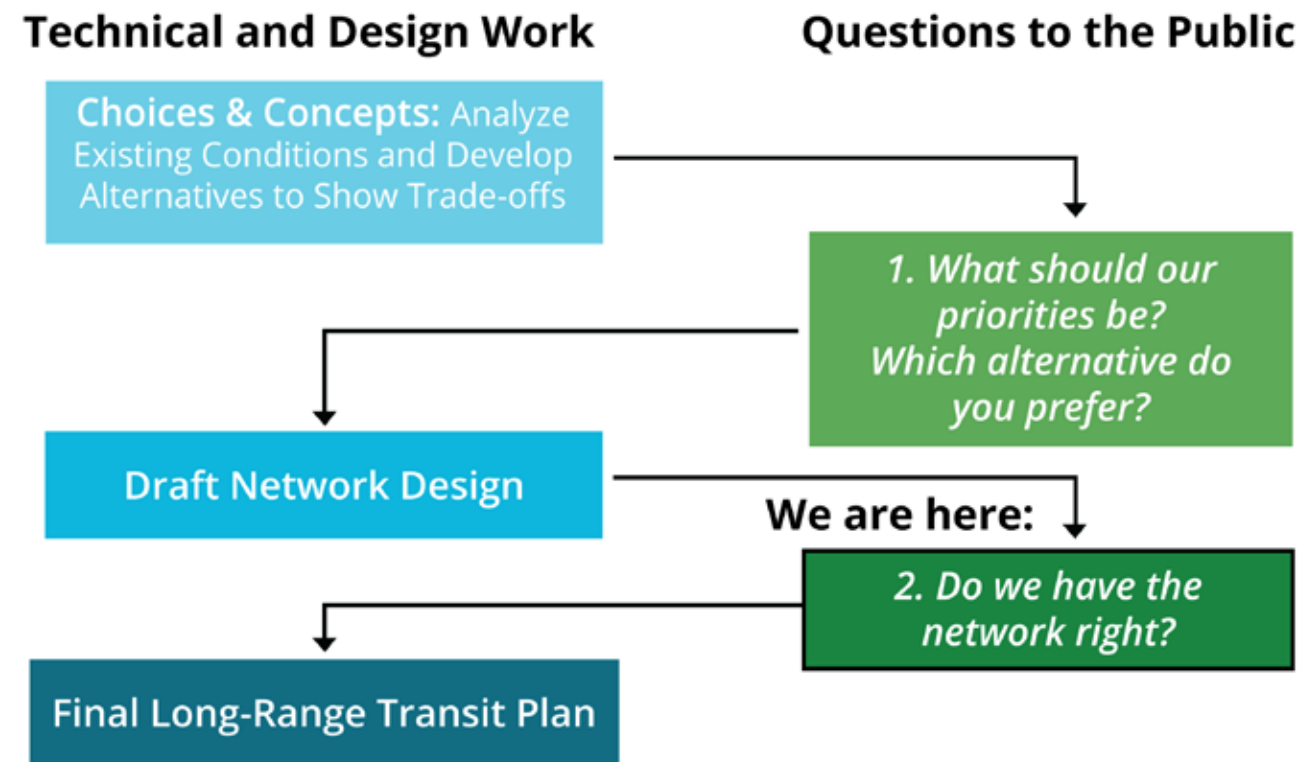 Technical and Design Work
Questions to the Public
Choices & Concepts: Analyze
Existing Conditions and Develop
Alternatives to Show Trade-offs
1. What should our
priorities be?
Which alternative do
you prefer?
Draft Network Design
We are here:
2. Do we have the
network right?
Final Long-Range Transit Plan